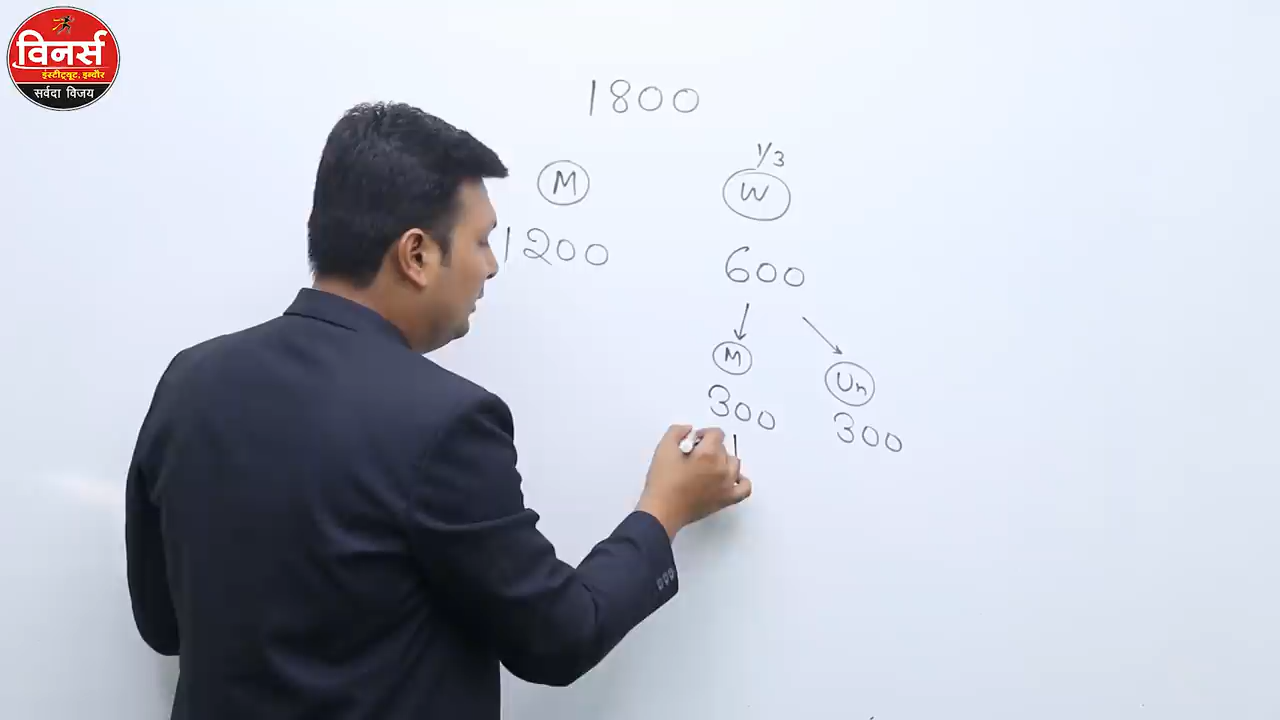 विनर्स
इंस्टीट्यूट, इन्दौर
सर्वदा विजय
1800
1/3
M W
1200 600
M Un
300 300